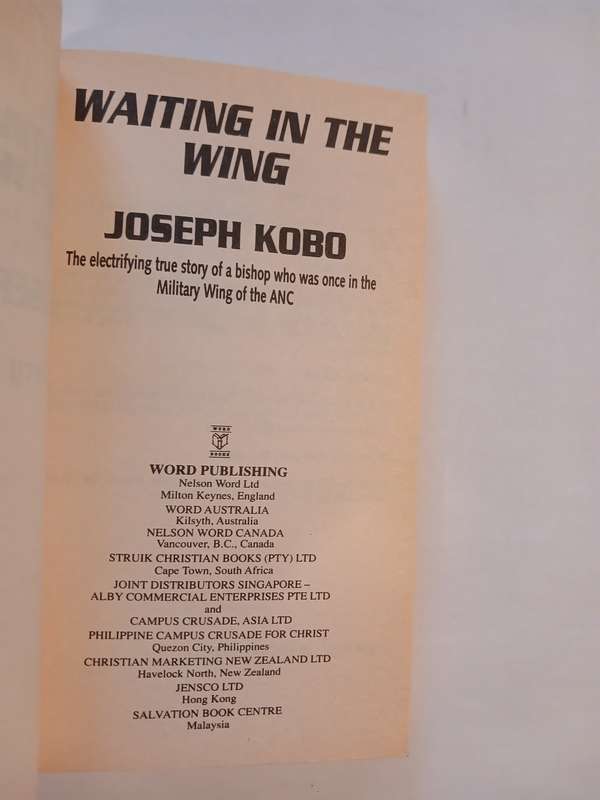 WAITING IN THE
WING
JOSEPH KOBO
The electrifying true story of a bishop who was once in the
Military Wing of the ANC
WORD
BOOKS
WORD PUBLISHING
Nelson Word Ltd
Milton Keynes, England
WORD AUSTRALIA
Kilsyth, Australia
NELSON WORD CANADA
Vancouver, B.C., Canada
STRUIK CHRISTIAN BOOKS (PTY) LTD
Cape Town, South Africa
JOINT DISTRIBUTORS SINGAPORE –
ALBY COMMERCIAL ENTERPRISES PTE LTD
and
CAMPUS CRUSADE, ASIA LTD
PHILIPPINE CAMPUS CRUSADE FOR CHRIST
Quezon City, Philippines
CHRISTIAN MARKETING NEW ZEALAND LTD
Havelock North, New Zealand
JENSCO LTD
Hong Kong
SALVATION BOOK CENTRE
Malaysia